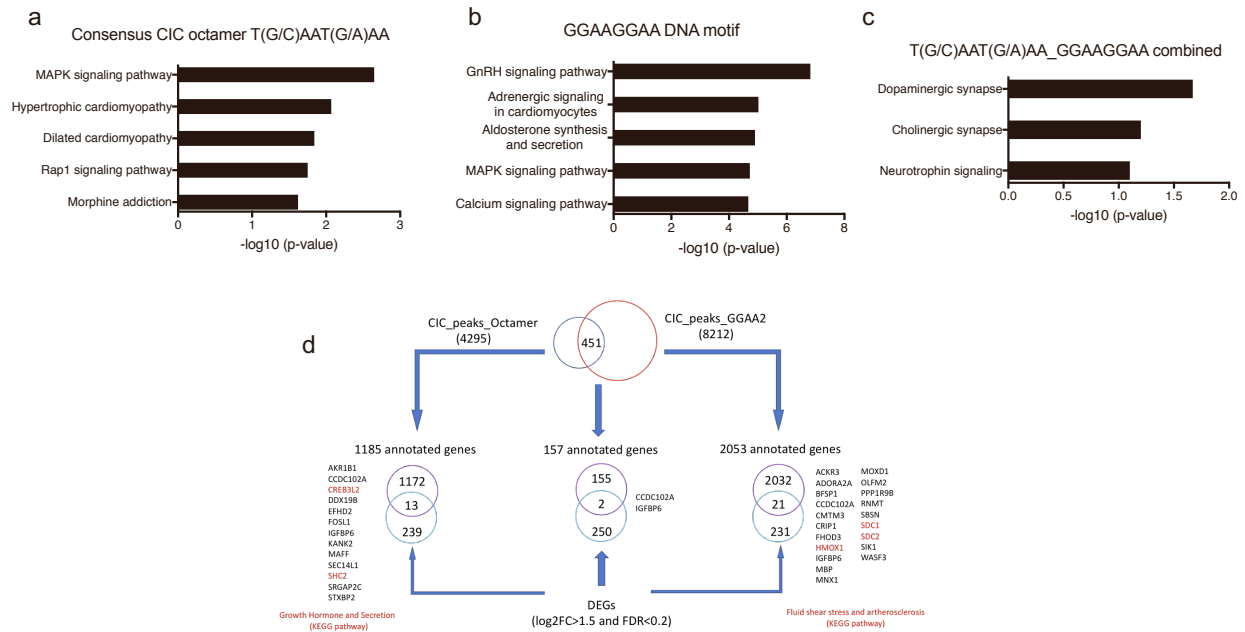 a
Consensus CIC octamer T(G/C)AAT(G/A)AA
MAPK signaling pathway
Hypertrophic cardiomyopathy
Dilated cardiomyopathy
Rap1 signaling pathway
Morphine addiction
0 1 2 3
-log10 (p-value)
b
GGAAGGAA DNA motif
GnRH signaling pathway
Adrenergic signaling
in cardiomyocytes
Aldosterone synthesis
and secretion
MAPK signaling pathway
Calcium signaling pathway
0 2 4 6 8
-log10 (p-value)
c
T(G/C)AAT(G/A)AA_GGAAGGAA combined
Dopaminergic synapse
Cholinergic synapse
Neurotrophin signaling
0.0 0.5 1.0 1.5 2.0
-log10 (p-value)
d
CIC_peaks_Octamer
(4295)
451
CIC_peaks_GGAA2
(8212)
1185 annotated genes
AKR1B1
CCDC102A
CREB3L2
DDX19B
EFHD2
FOSL1
IGFBP6
KANK2
MAFF
SEC14L1
SHC2
SRGAP2C
STXBP2
1172
13
239
Growth Hormone and Secretion
(KEGG pathway)
157 annotated genes
155
2
250
CCDC102A
IGFBP6
DEGs
(log2FC>1.5 and FDR<0.2)
2053 annotated genes
2032
21
231
ACKR3
ADORA2A
BFSP1
CCDC102A
CMTM3
CRIP1
FHOD3
HMOX1
IGFBP6
MBP
MNX1
MOXD1
OLFM2
PPP1R9B
RNMT
SBSN
SDC1
SDC2
SIK1
WASF3
Fluid shear stress and artherosclerosis
(KEGG pathway)